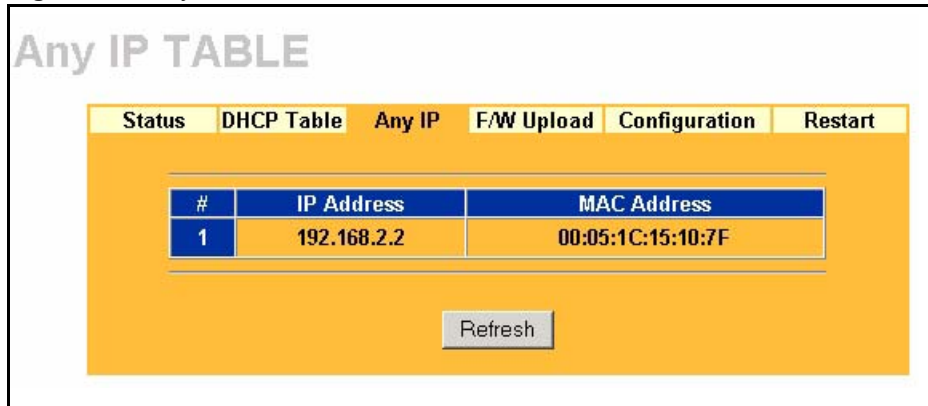 Any IP TABLE
Status DHCP Table Any IP F/W Upload Configuration Restart
# IP Address MAC Address
1 192.168.2.2 00:05:1C:15:10:7F
Refresh